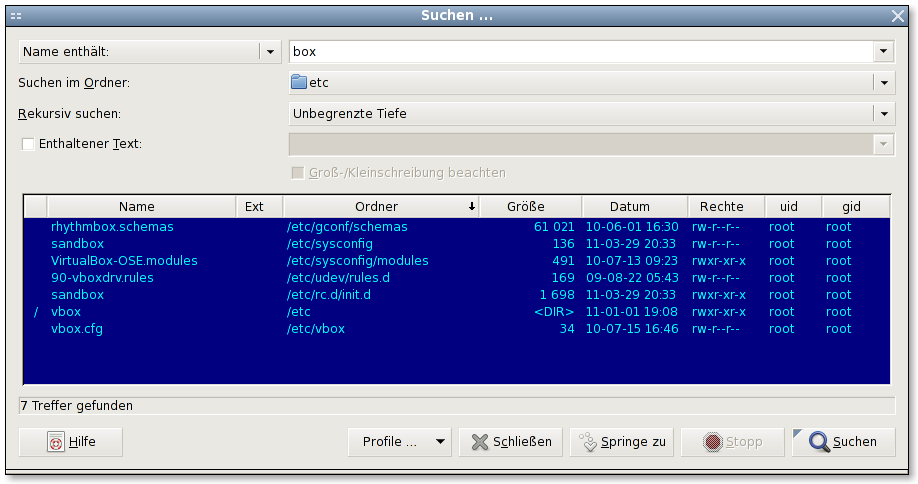 Suchen ...
Name enthält: box
Suchen im Ordner: etc
Rekursiv suchen: Unbegrenzte Tiefe
Enthaltener Text:
Groß-/Kleinschreibung beachten
Name Ext Ordner Größe Datum Rechte uid gid
rhythmbox.schemas /etc/gconf/schemas 61 021 10-06-01 16:30 rw-r--r-- root root
sandbox /etc/sysconfig 136 11-03-29 20:33 rw-r--r-- root root
VirtualBox-OSE.modules /etc/sysconfig/modules 491 10-07-13 09:23 rwxr-xr-x root root
90-vboxdrv.rules /etc/udev/rules.d 169 09-08-22 05:43 rw-r--r-- root root
sandbox /etc/rc.d/init.d 1 698 11-03-29 20:33 rwxr-xr-x root root
/ vbox /etc <DIR> 11-01-01 19:08 rwxr-xr-x root root
vbox.cfg /etc/vbox 34 10-07-15 16:46 rw-r--r-- root root
7 Treffer gefunden
Hilfe Profile ... Schließen Springe zu Stopp Suchen